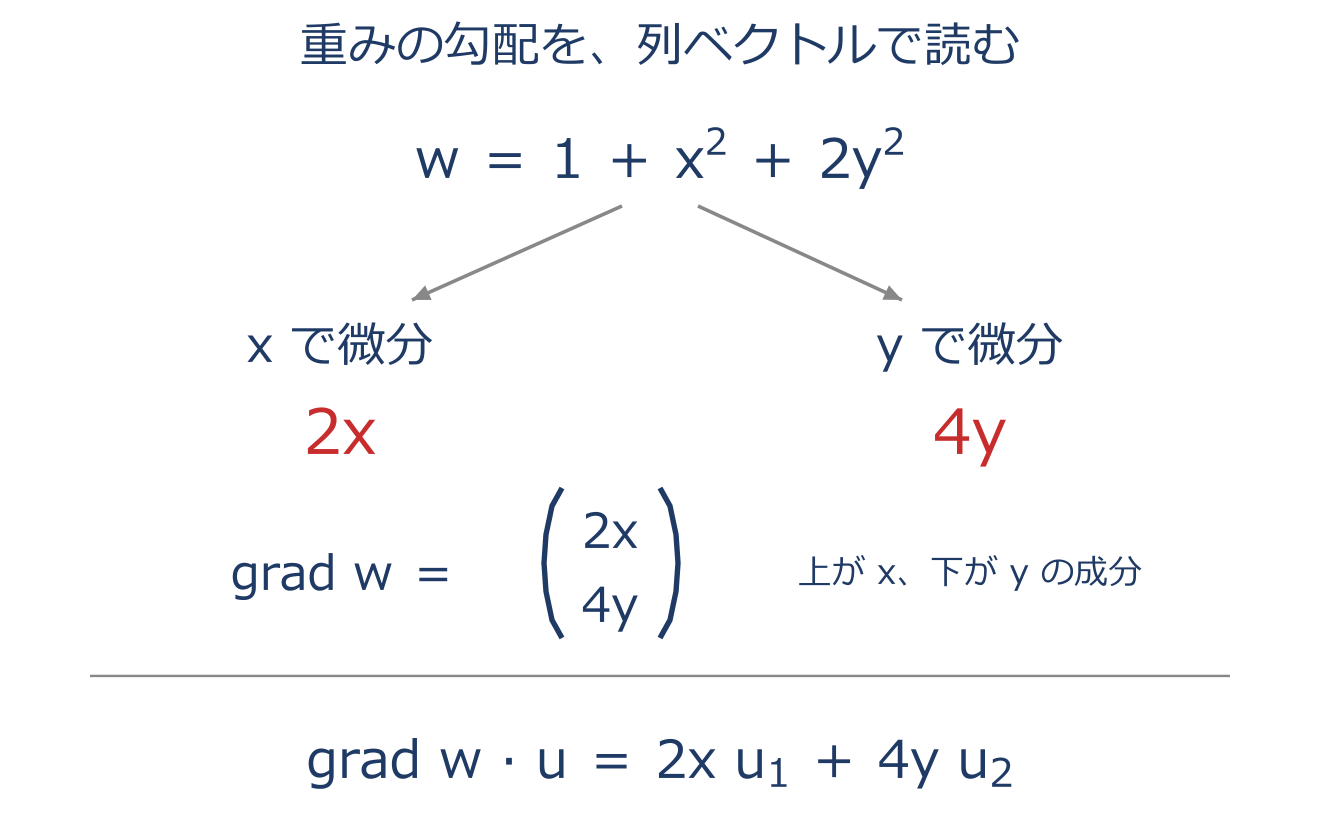 重みの勾配を、列ベクトルで読む
w = 1 + x² + 2y²
x で微分
y で微分
2x
4y
grad w = ( 2x 4y )
上が x、下が y の成分
grad w · u = 2x u₁ + 4y u₂